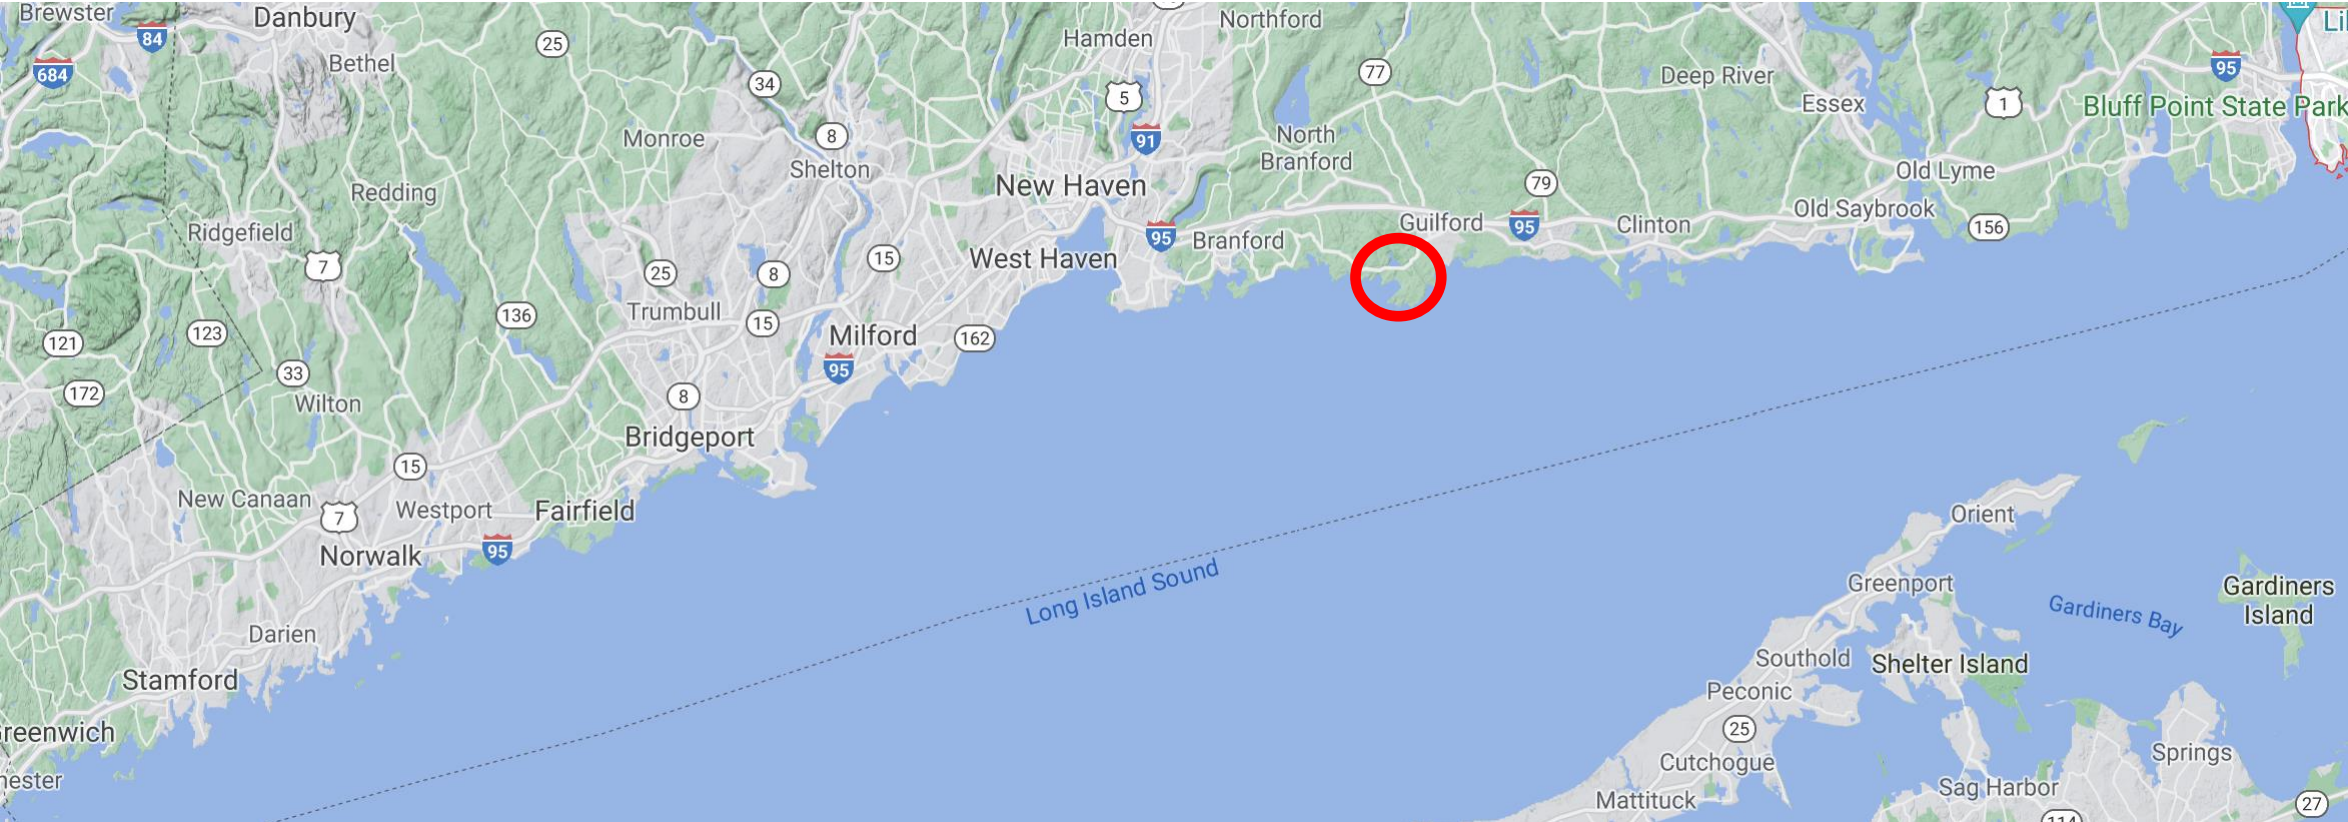 Brewster
Danbury
Northford
Li
84
25
Hamden
Bethel
684
34
77
Deep River
95
5
Essex
1
Bluff Point State Park
Monroe
8
91
North
Branford
Shelton
Old Lyme
Redding
New Haven
79
Ridgefield
Guilford
95
Clinton
Old Saybrook
156
95
Branford
7
25
8
15
West Haven
136
Trumbull
15
121
123
Milford
162
33
95
172
Wilton
8
Bridgeport
15
New Canaan
7
Westport
Fairfield
Orient
Norwalk
95
Long Island Sound
Greenport
Gardiners
Island
Gardiners Bay
Darien
Southold
Shelter Island
Stamford
Peconic
25
reenwich
Springs
Cutchogue
hester
Sag Harbor
Mattituck
27
114